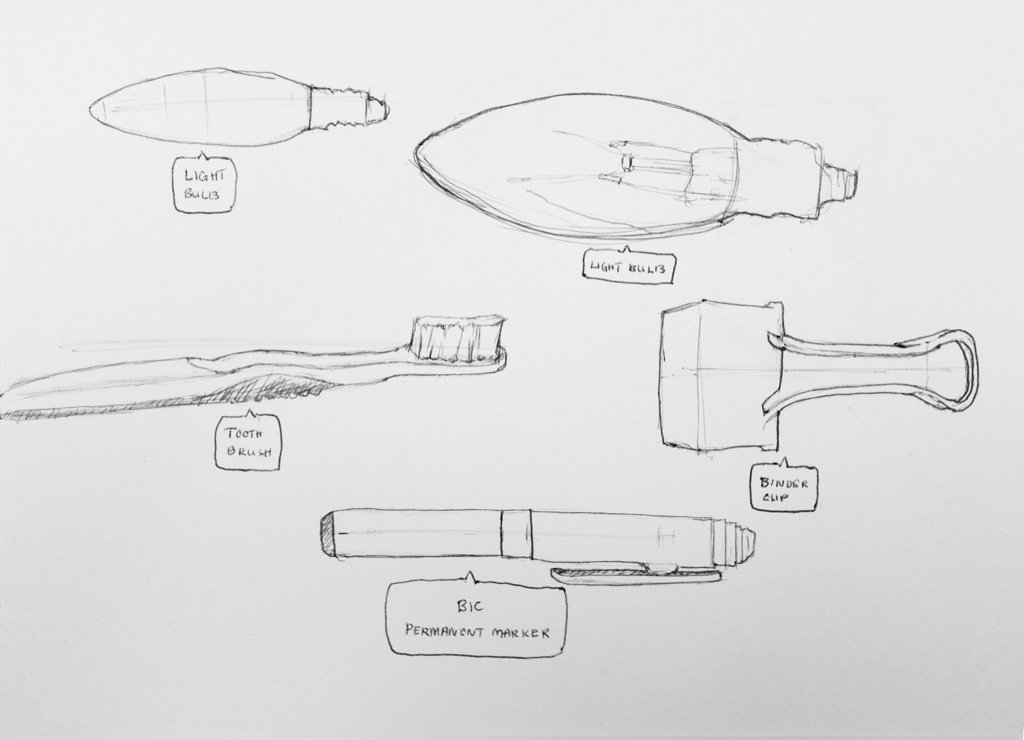 LIGHT
BULB
LIGHT BULB
TOOTH
BRUSH
BINDER
CLIP
BIC
PERMANENT MARKER